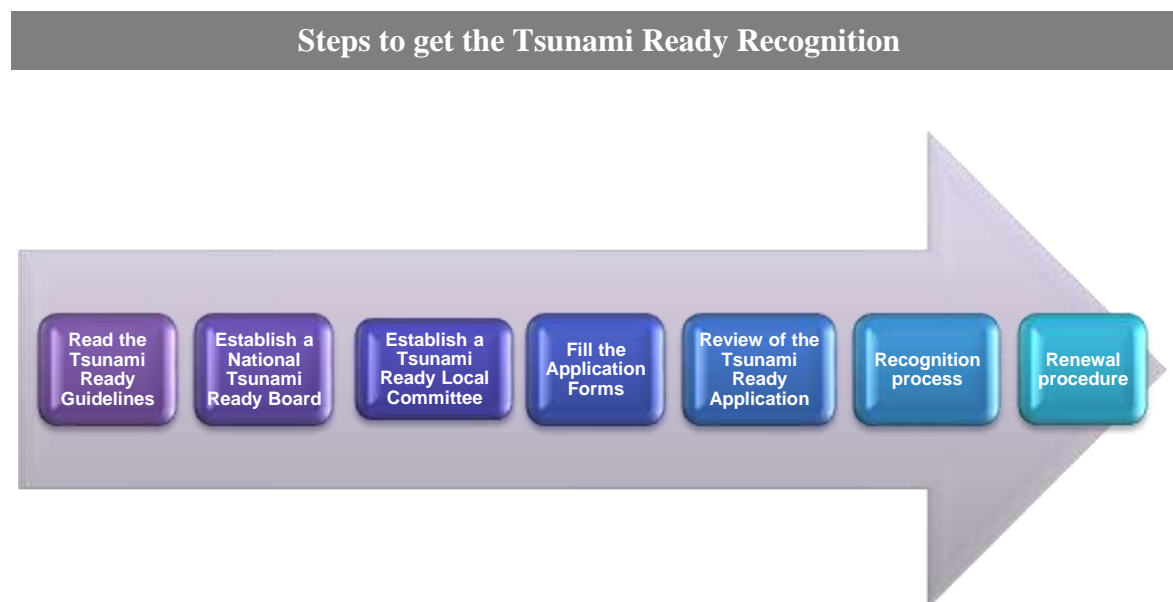 Steps to get the Tsunami Ready Recognition
Read the
Tsunami
Ready
Guidelines
Establish a
National
Tsunami
Ready Board
Establish a
Tsunami
Ready Local
Committee
Fill the
Application
Forms
Review of the
Tsunami
Ready
Application
Recognition
process
Renewal
procedure